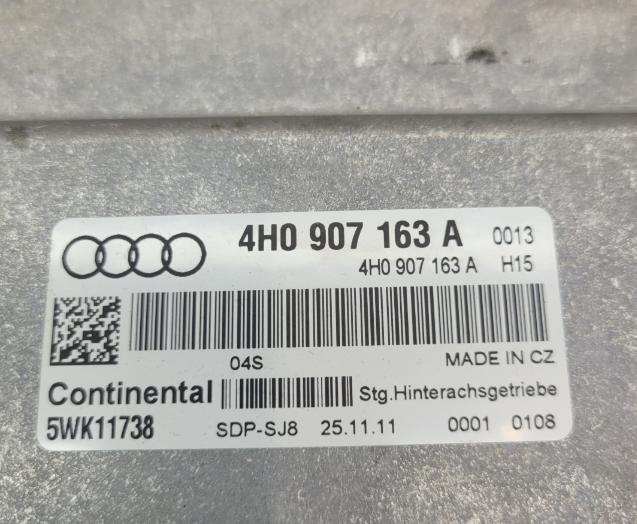 4H0 907 163 A 0013
4H0 907 163 A H15
04S MADE IN CZ
Continental Stg.Hinterachsgetriebe
5WK11738 SDP-SJ8 25.11.11 0001 0108